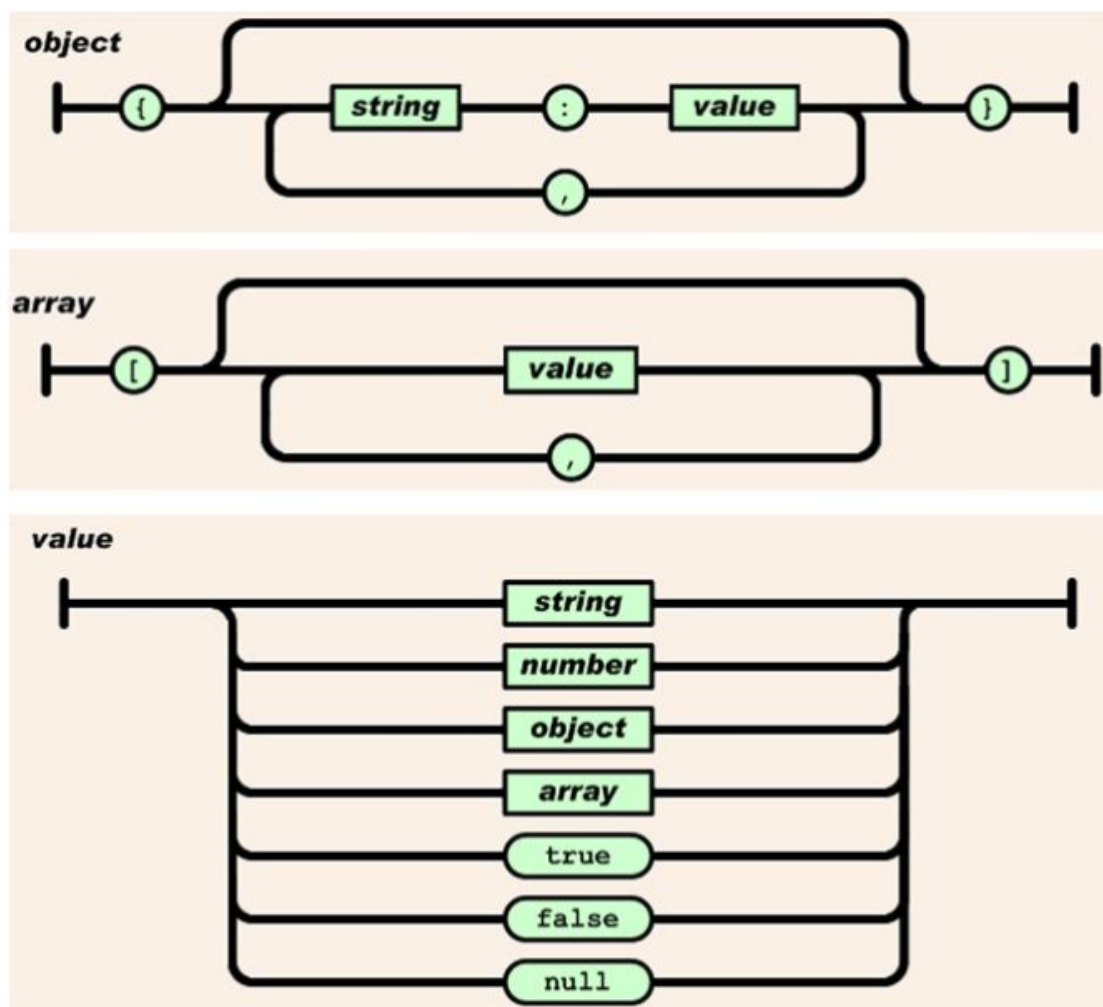 object
{ string : value }
,
array
[ value ]
,
value
string
number
object
array
true
false
null